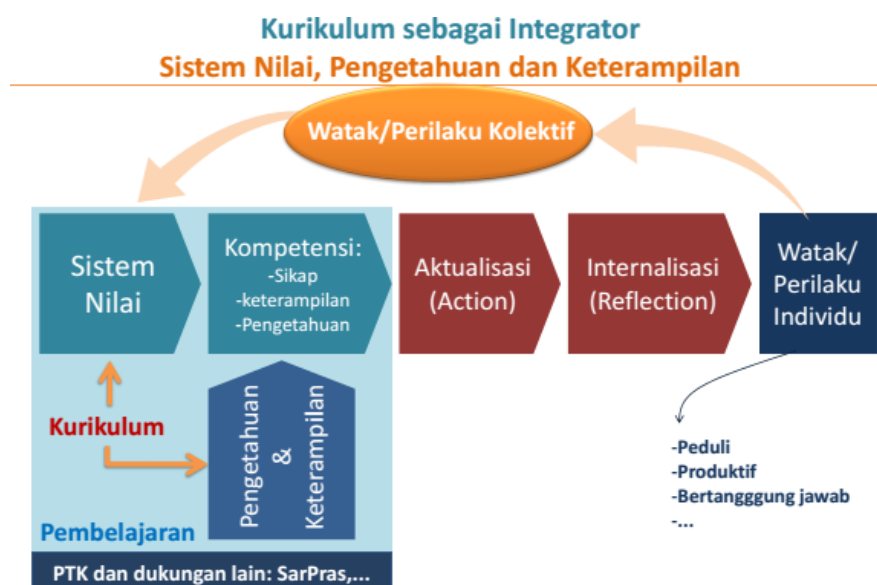 Kurikulum sebagai Integrator
Sistem Nilai, Pengetahuan dan Keterampilan
Watak/Perilaku Kolektif
Sistem
Nilai
Kompetensi:
-Sikap
-keterampilan
-Pengetahuan
Aktualisasi
(Action)
Internalisasi
(Reflection)
Watak/
Perilaku
Individu
Kurikulum
Pengetahuan
&
Keterampilan
Pembelajaran
PTK dan dukungan lain: SarPras,...
-Peduli
-Produktif
-Bertangggung jawab
-...